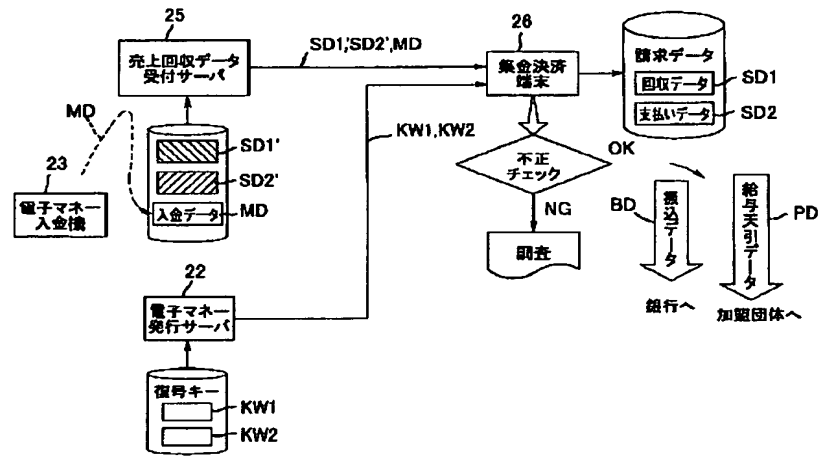 25
売上回収データ
受付サーバ
SD1',SD2',MD
26
集金決済
端末
請求データ
回収データ
SD1
支払いデータ
SD2
MD
SD1'
SD2'
入金データ
MD
23
電子マネー
入金機
KW1,KW2
不正
チェック
OK
NG
調査
BD
振込データ
銀行へ
給与天引データ
PD
加盟団体へ
22
電子マネー
発行サーバ
復号キー
KW1
KW2